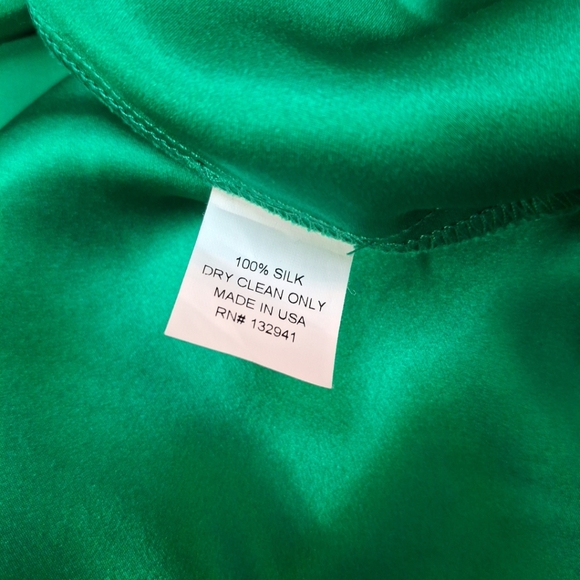 100% SILK
DRY CLEAN ONLY
MADE IN USA
RN# 132941